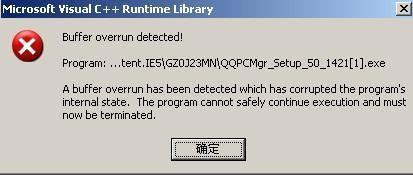 Microsoft Visual C++ Runtime Library
Buffer overrun detected!
Program: ...tent.IE5\GZ0J23MN\QQPCMgr_Setup_50_1421[1].exe
A buffer overrun has been detected which has corrupted the program's
internal state. The program cannot safely continue execution and must
now be terminated.
确定